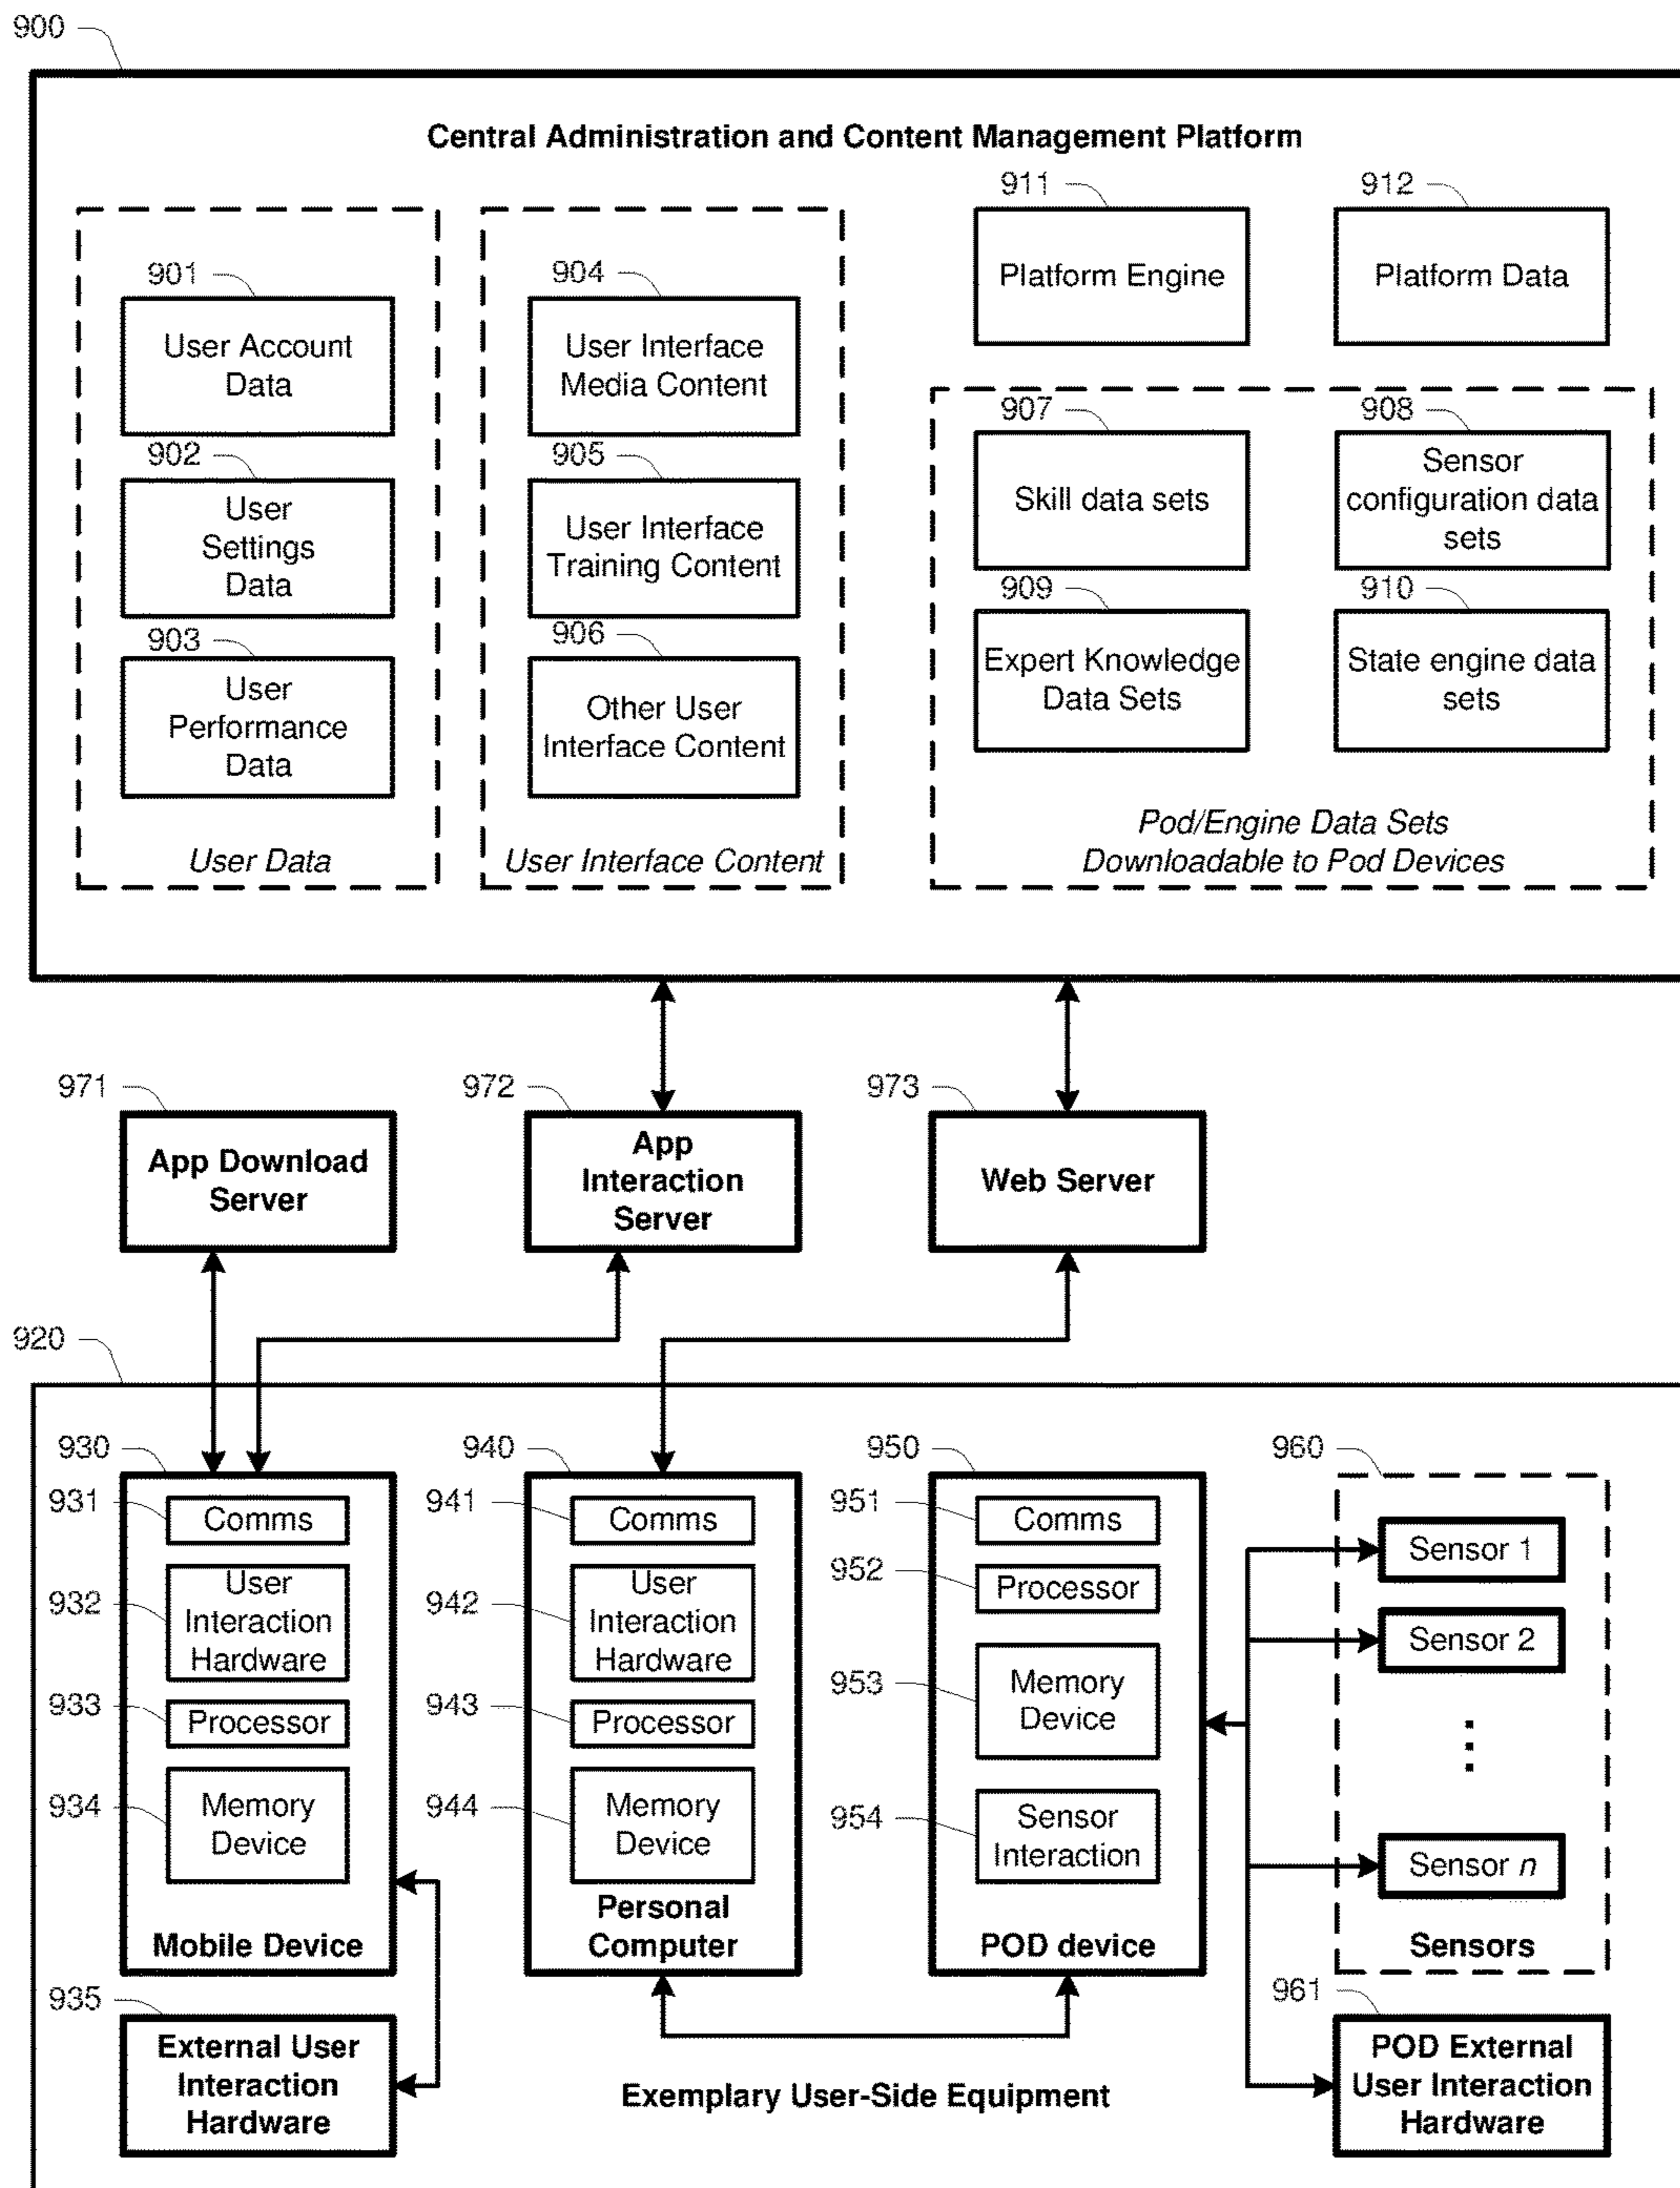 900
Central Administration and Content Management Platform
911
912
Platform Engine
Platform Data
901
User Account
Data
902
User
Settings
Data
903
User
Performance
Data
User Data
904
User Interface
Media Content
905
User Interface
Training Content
906
Other User
Interface Content
User Interface Content
907
Skill data sets
908
Sensor
configuration data
sets
909
Expert Knowledge
Data Sets
910
State engine data
sets
Pod/Engine Data Sets
Downloadable to Pod Devices
971
App Download
Server
972
App
Interaction
Server
973
Web Server
920
930
931
Comms
932
User
Interaction
Hardware
933
Processor
934
Memory
Device
Mobile Device
935
External User
Interaction
Hardware
940
941
Comms
942
User
Interaction
Hardware
943
Processor
944
Memory
Device
Personal
Computer
950
951
Comms
952
Processor
953
Memory
Device
954
Sensor
Interaction
POD device
960
Sensor 1
Sensor 2
Sensor n
Sensors
961
POD External
User Interaction
Hardware
Exemplary User-Side Equipment